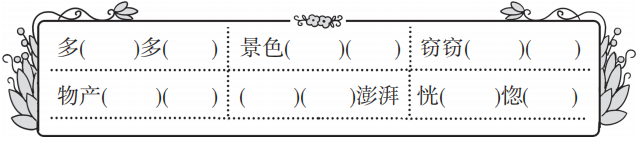 多(  )多(  ) 景色(  )(  ) 窃窃(  )(  )
物产(  )(  ) (  )(  )澎湃 恍(  )惚(  )